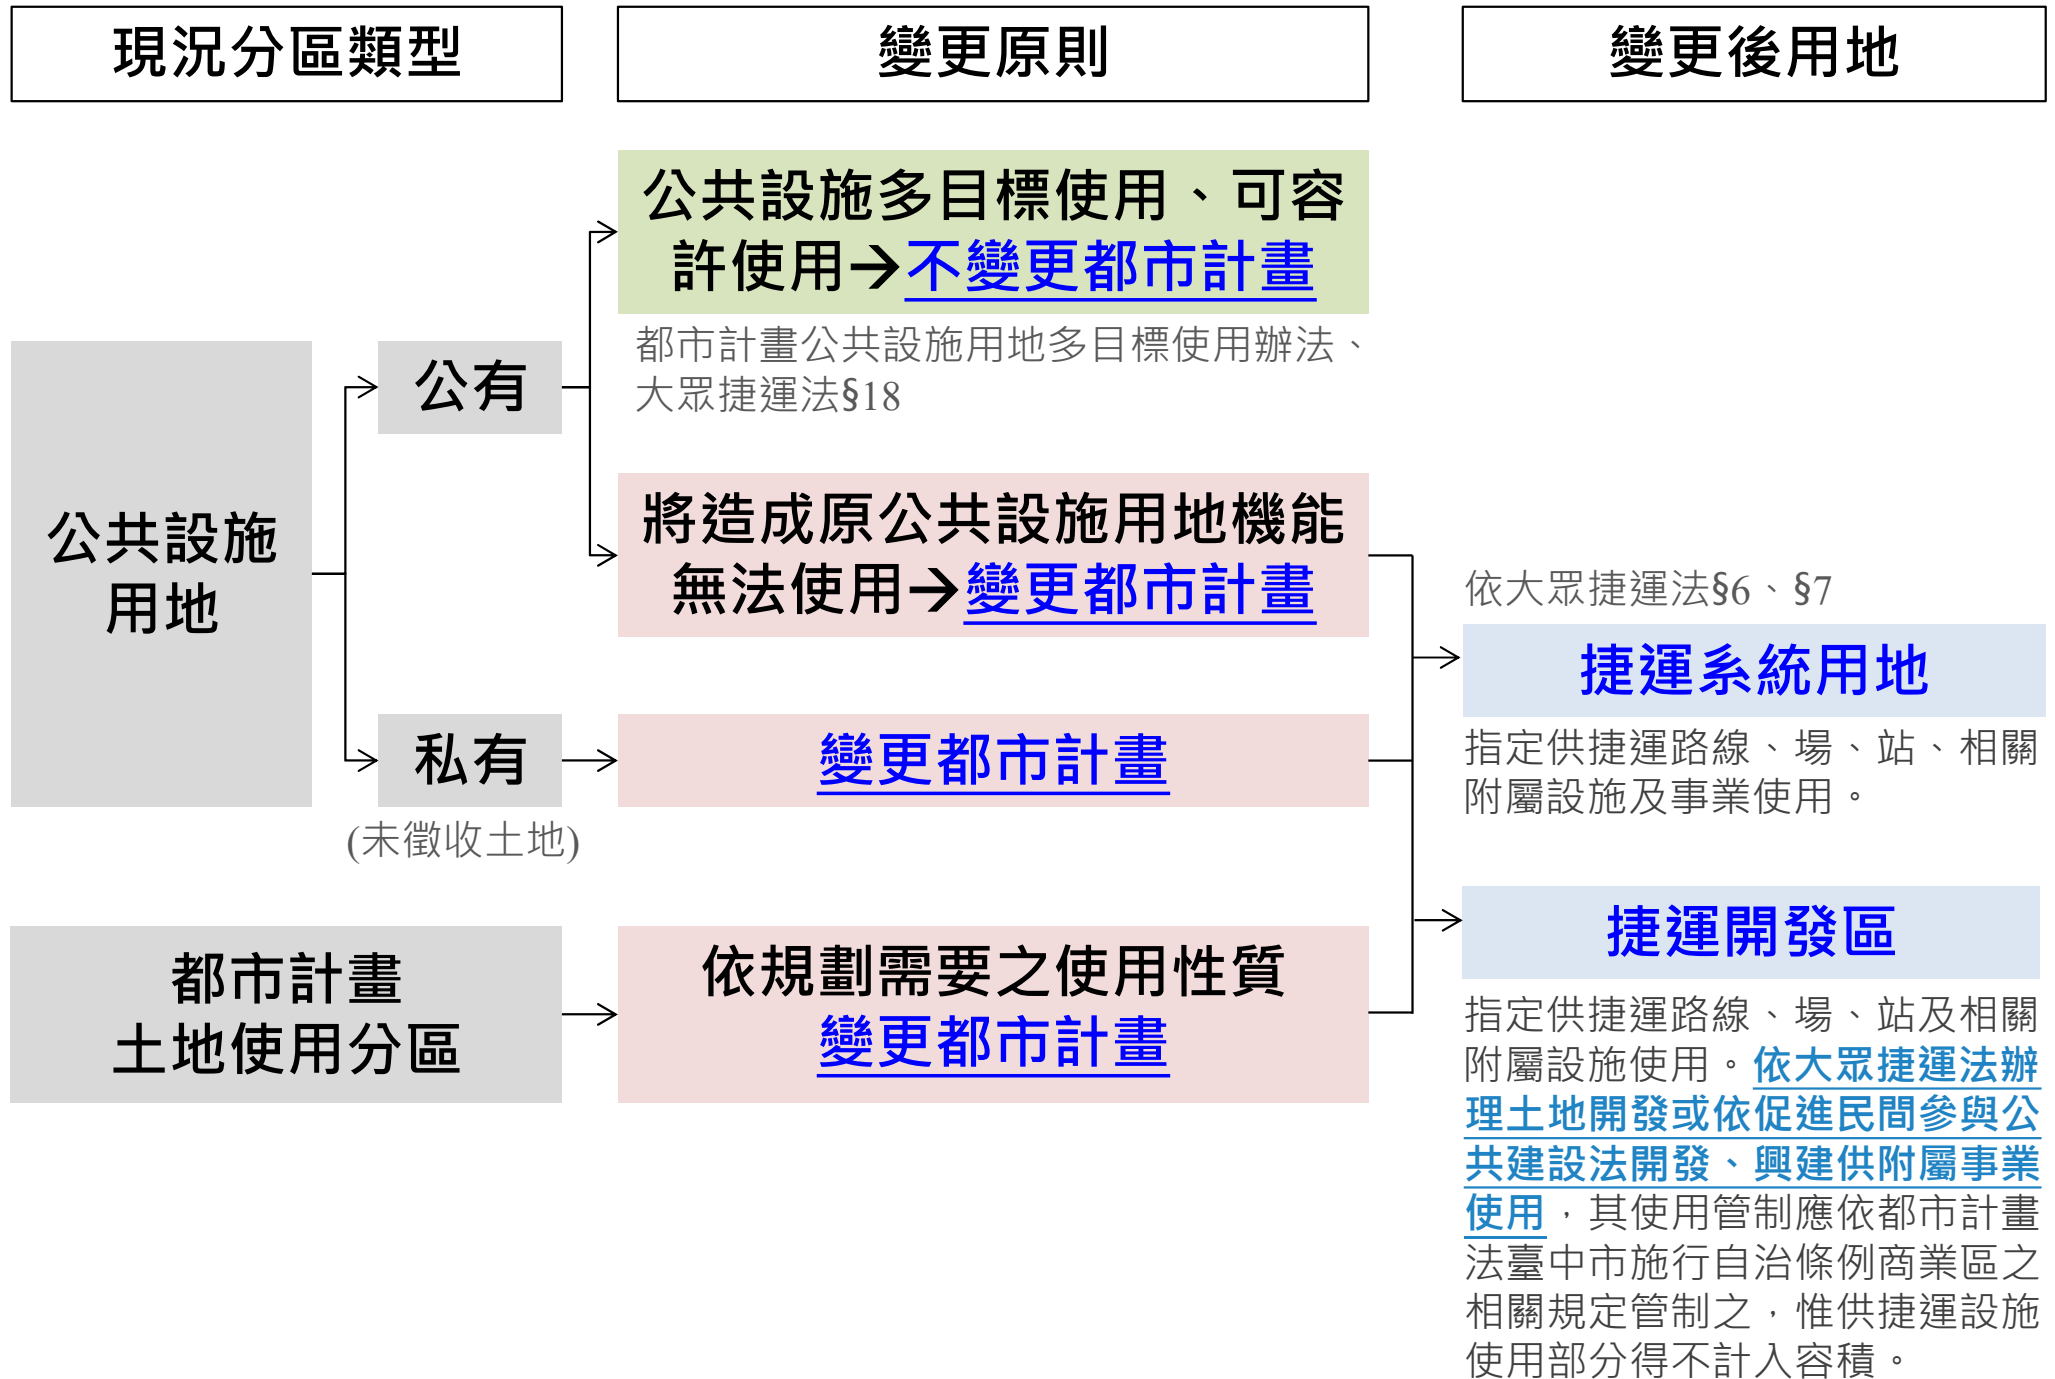 現況分區類型
變更原則
變更後用地
公共設施
用地
公有
私有
(未徵收土地)
都市計畫
土地使用分區
公共設施多目標使用、可容
許使用→不變更都市計畫
都市計畫公共設施用地多目標使用辦法、
大眾捷運法§18
將造成原公共設施用地機能
無法使用→變更都市計畫
變更都市計畫
依規劃需要之使用性質
變更都市計畫
依大眾捷運法§6、§7
捷運系統用地
指定供捷運路線、場、站、相關
附屬設施及事業使用。
捷運開發區
指定供捷運路線、場、站及相關
附屬設施使用。依大眾捷運法辦
理土地開發或依促進民間參與公
共建設法開發、興建供附屬事業
使用，其使用管制應依都市計畫
法臺中市施行自治條例商業區之
相關規定管制之，惟供捷運設施
使用部分得不計入容積。